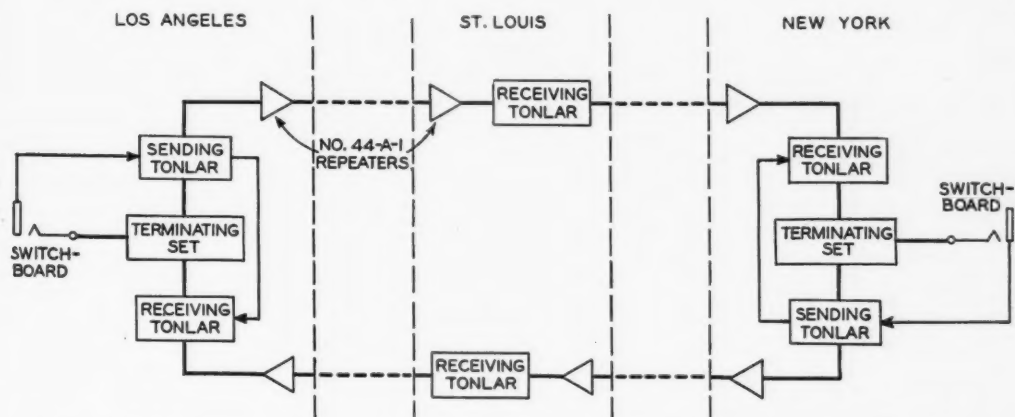 LOS ANGELES
ST. LOUIS
NEW YORK
RECEIVING
TONLAR
NO. 44-A-1
REPEATERS
SENDING
TONLAR
RECEIVING
TONLAR
SWITCH-
BOARD
TERMINATING
SET
TERMINATING
SET
SWITCH-
BOARD
RECEIVING
TONLAR
SENDING
TONLAR
RECEIVING
TONLAR